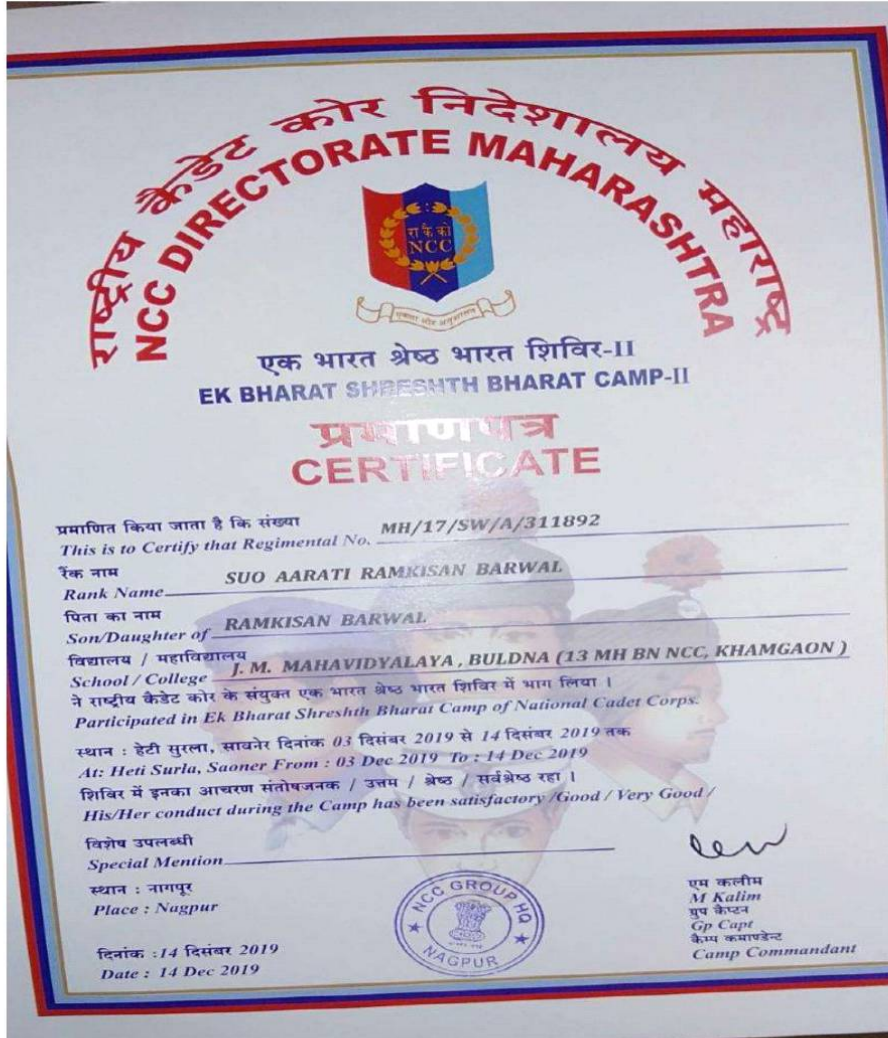 राष्ट्रीय कैडेट कोर निदेशालय महाराष्ट्र
NCC DIRECTORATE MAHARASHTRA
रा कै को
NCC
एकता और अनुशासन
एक भारत श्रेष्ठ भारत शिविर-II
EK BHARAT SHRESHTH BHARAT CAMP-II
प्रमाणपत्र
CERTIFICATE
प्रमाणित किया जाता है कि संख्या
This is to Certify that Regimental No. MH/17/SW/A/311892
रैंक नाम
Rank Name SUO AARATI RAMKISAN BARWAL
पिता का नाम
Son/Daughter of RAMKISAN BARWAL
विद्यालय / महाविद्यालय
School / College J. M. MAHAVIDYALAYA, BULDNA (13 MH BN NCC, KHAMGAON )
ने राष्ट्रीय कैडेट कोर के संयुक्त एक भारत श्रेष्ठ भारत शिविर में भाग लिया ।
Participated in Ek Bharat Shreshth Bharat Camp of National Cadet Corps.
स्थान : हेटी सुरला, सावनेर दिनांक 03 दिसंबर 2019 से 14 दिसंबर 2019 तक
At: Heti Surla, Saoner From : 03 Dec 2019 To : 14 Dec 2019
शिविर में इनका आचरण संतोषजनक / उत्तम / श्रेष्ठ / सर्वश्रेष्ठ रहा ।
His/Her conduct during the Camp has been satisfactory /Good / Very Good /
विशेष उपलब्धी
Special Mention
स्थान : नागपूर
Place : Nagpur
दिनांक :14 दिसंबर 2019
Date : 14 Dec 2019
NCC GROUP HQ
NAGPUR
एम कलीम
M Kalim
ग्रुप कैप्टन
Gp Capt
कैम्प कमाण्डेन्ट
Camp Commandant